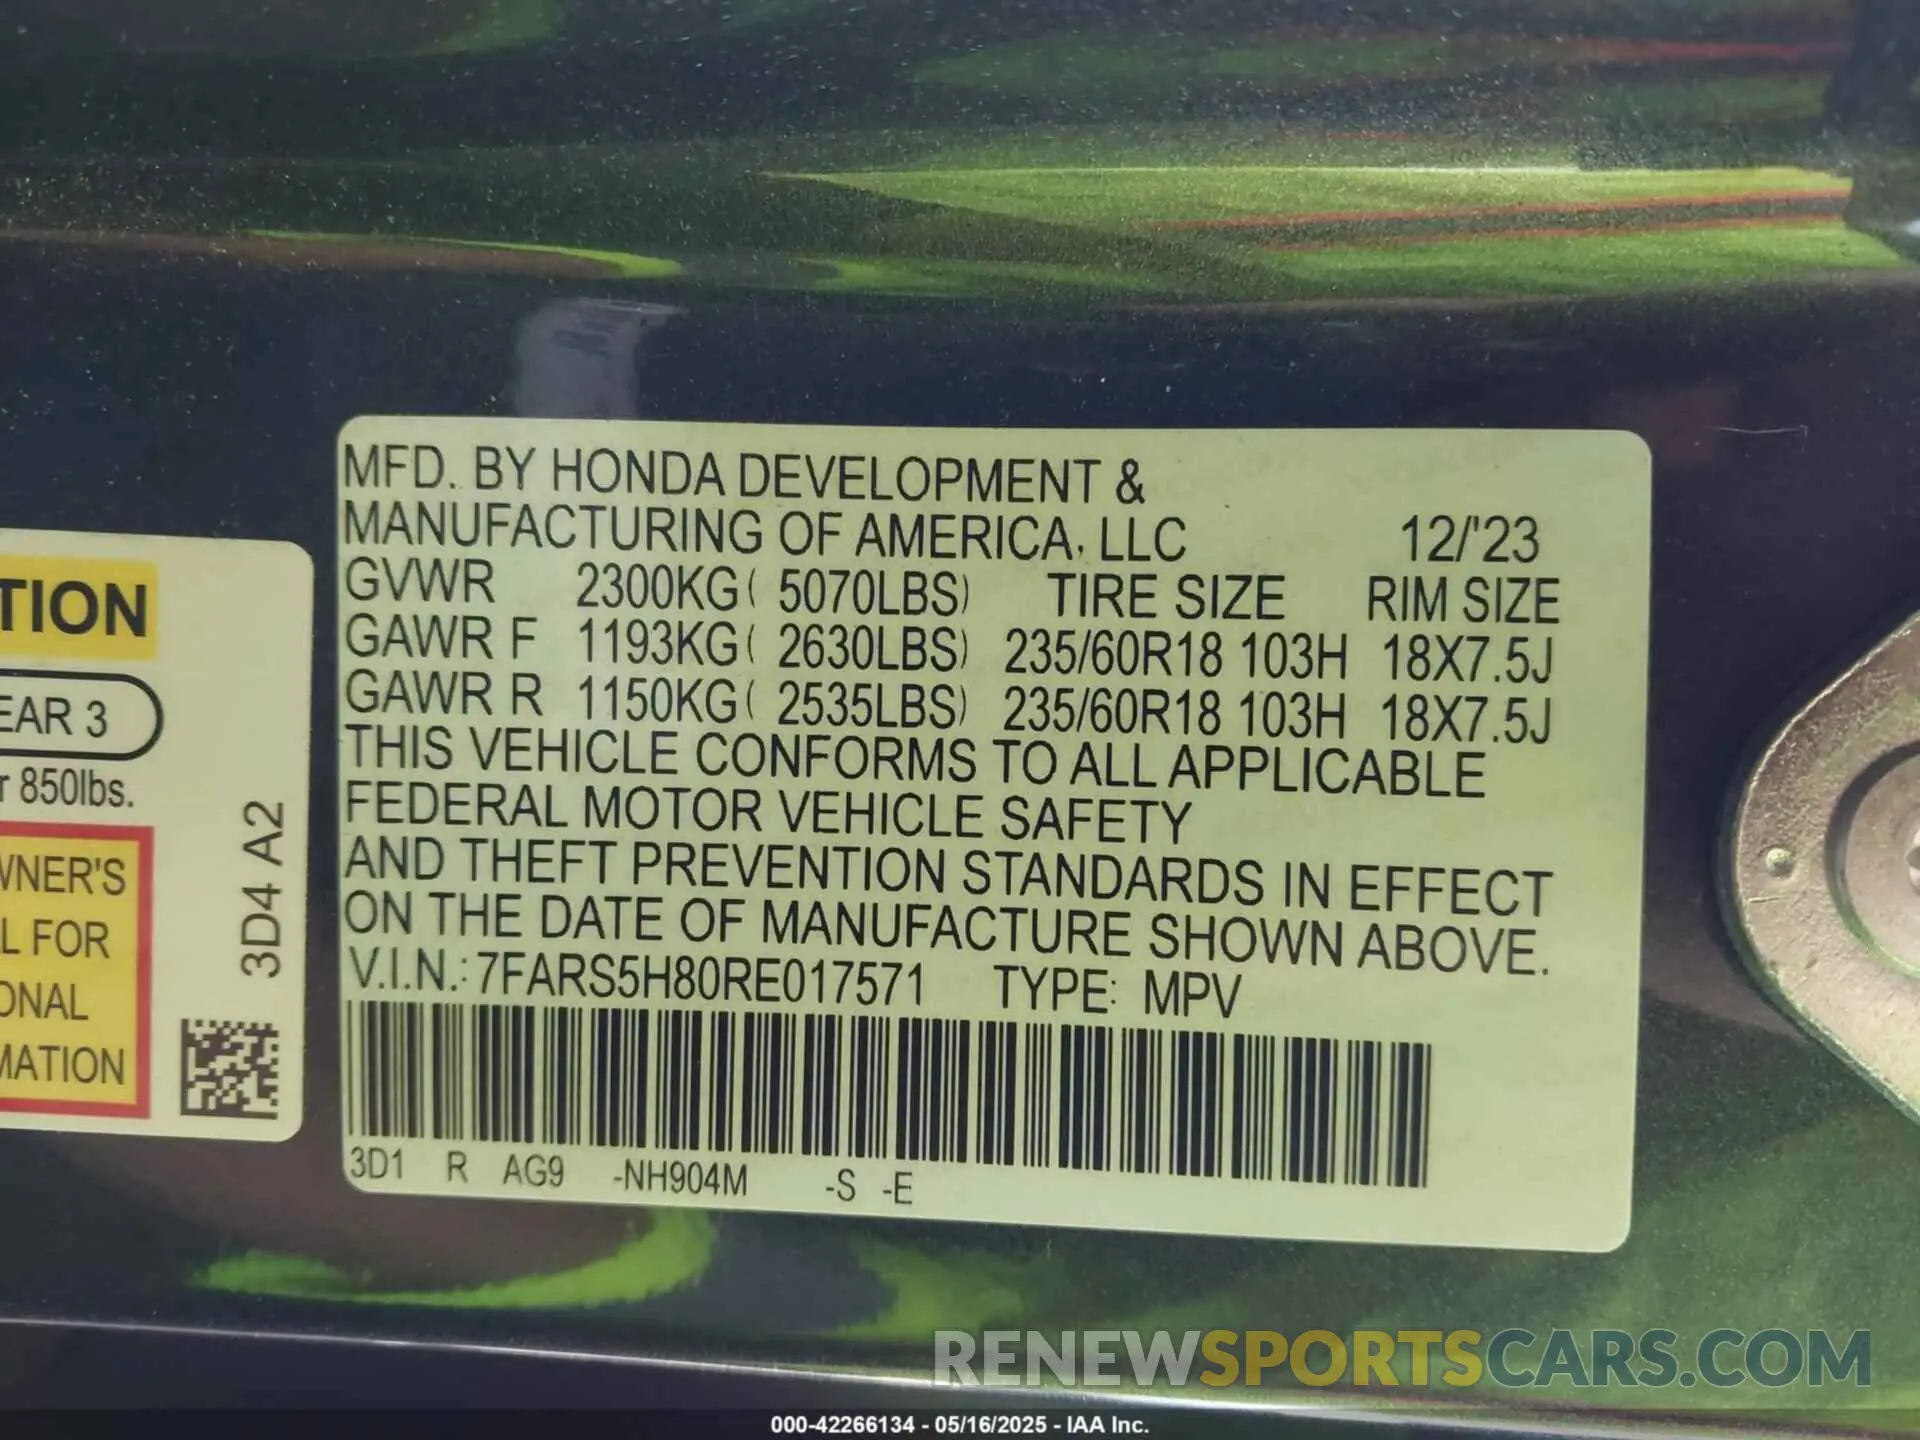 TION
EAR 3
r 850lbs.
WNER'S
L FOR
ONAL
MATION
3D4 A2
MFD. BY HONDA DEVELOPMENT &
MANUFACTURING OF AMERICA, LLC 12/'23
GVWR 2300KG( 5070LBS) TIRE SIZE RIM SIZE
GAWR F 1193KG( 2630LBS) 235/60R18 103H 18X7.5J
GAWR R 1150KG( 2535LBS) 235/60R18 103H 18X7.5J
THIS VEHICLE CONFORMS TO ALL APPLICABLE
FEDERAL MOTOR VEHICLE SAFETY
AND THEFT PREVENTION STANDARDS IN EFFECT
ON THE DATE OF MANUFACTURE SHOWN ABOVE.
V.I.N.: 7FARS5H80RE017571 TYPE: MPV
3D1 R AG9 -NH904M -S -E
RENEWSPORTSCARS.COM
000-42266134 - 05/16/2025 - IAA Inc.